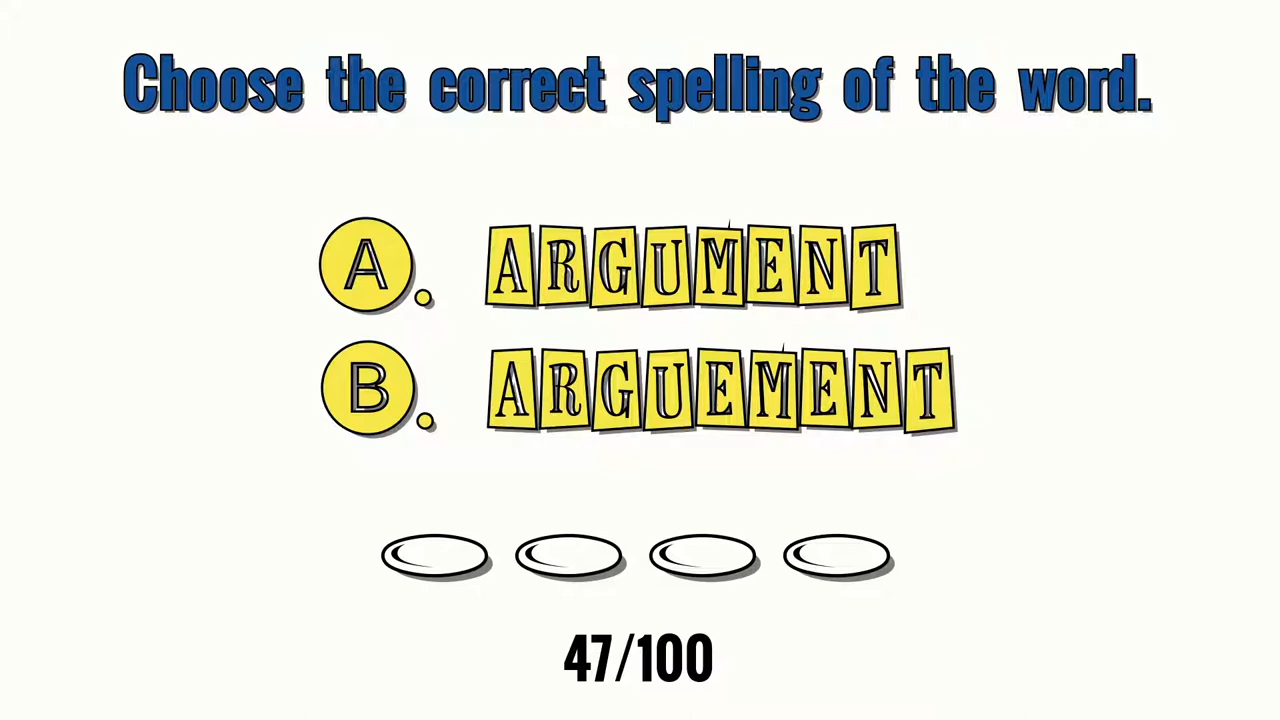 Choose the correct spelling of the word.
A. ARGUMENT
B. ARGUEMENT
47/100